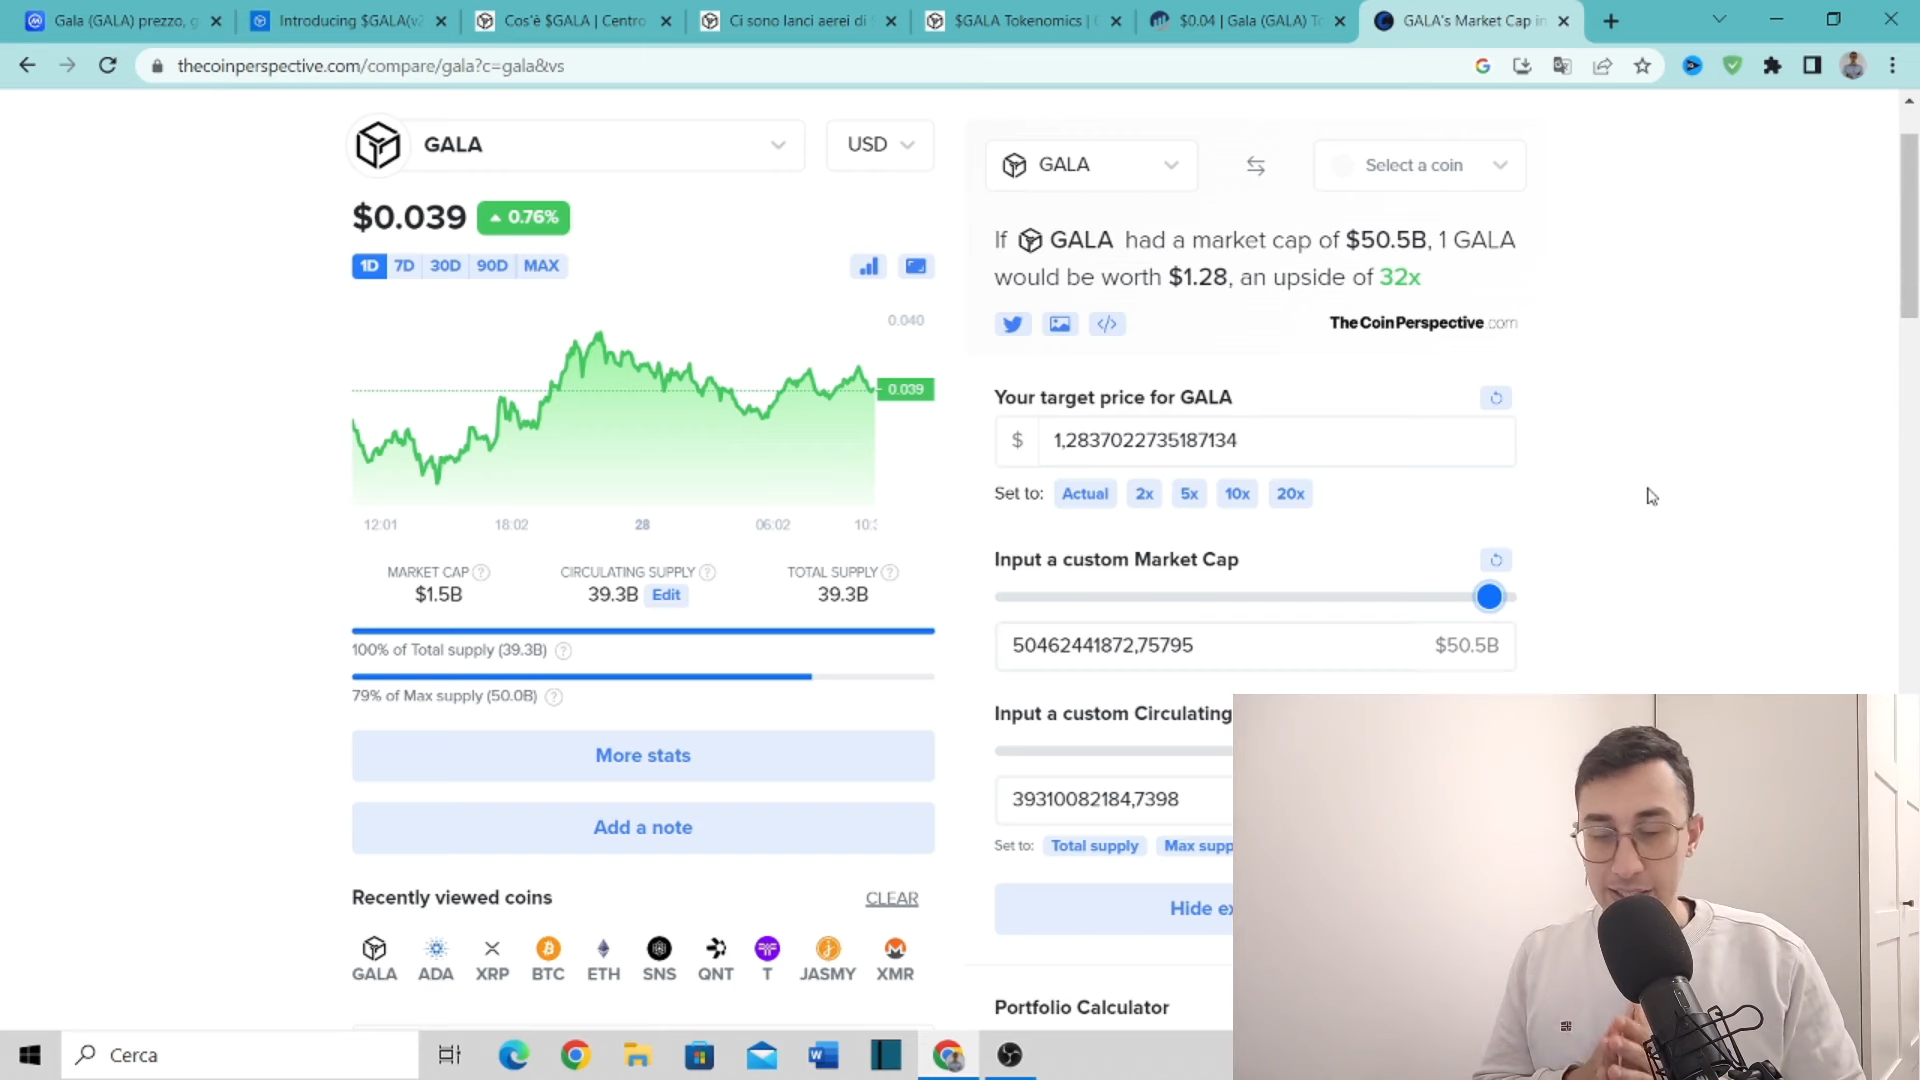 Gala (GALA) prezzo, g
Introducing $GALA(v2
Cos'è $GALA | Centro
Ci sono lanci aerei di
$GALA Tokenomics |
$0.04 | Gala (GALA) To
GALA's Market Cap in
thecoinperspective.com/compare/gala?c=gala&vs
GALA
USD
$0.039
0.76%
1D 7D 30D 90D MAX
0.040
0.039
12:01 18:02 28 06:02 10:
MARKET CAP
$1.5B
CIRCULATING SUPPLY
39.3B Edit
TOTAL SUPPLY
39.3B
100% of Total supply (39.3B)
79% of Max supply (50.0B)
More stats
Add a note
Recently viewed coins
CLEAR
GALA ADA XRP BTC ETH SNS QNT T JASMY XMR
GALA
Select a coin
If GALA had a market cap of $50.5B, 1 GALA
would be worth $1.28, an upside of 32x
TheCoinPerspective.com
Your target price for GALA
$ 1,2837022735187134
Set to: Actual 2x 5x 10x 20x
Input a custom Market Cap
50462441872,75795 $50.5B
Input a custom Circulating
39310082184,7398
Set to: Total supply Max supp
Hide ex
Portfolio Calculator
Cerca